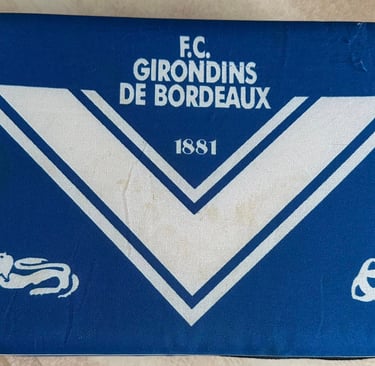 F.C.
GIRONDINS
DE BORDEAUX
1881